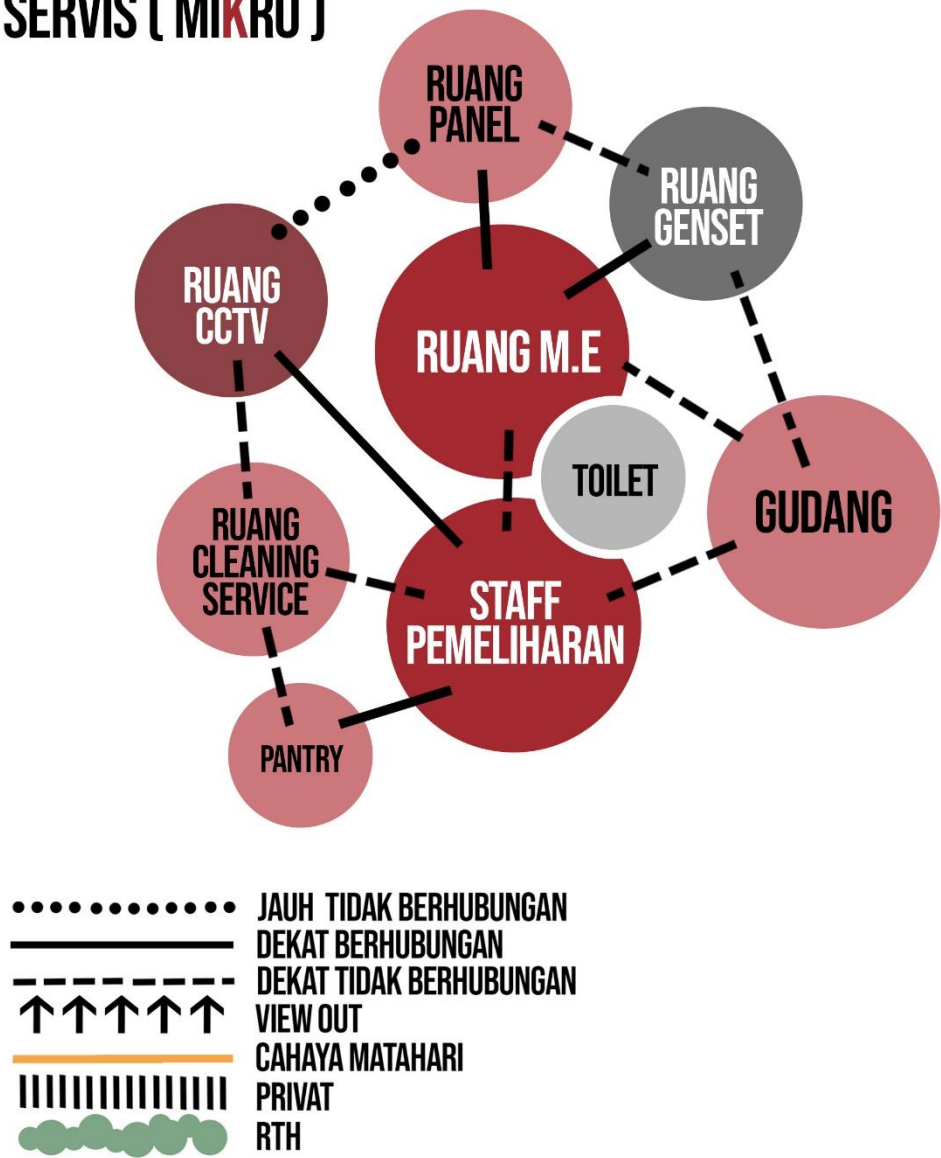 SERVIS ( MIKRO )
RUANG
PANEL
RUANG
GENSET
RUANG
CCTV
RUANG M.E
TOILET
GUDANG
RUANG
CLEANING
SERVICE
STAFF
PEMELIHARAN
PANTRY
JAUH TIDAK BERHUBUNGAN
DEKAT BERHUBUNGAN
DEKAT TIDAK BERHUBUNGAN
VIEW OUT
CAHAYA MATAHARI
PRIVAT
RTH